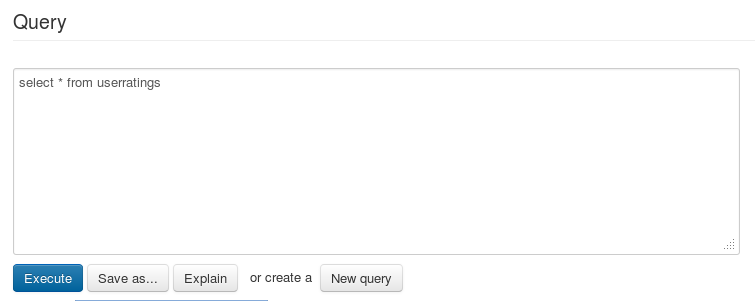 Query
select * from userratings
Execute Save as... Explain or create a New query